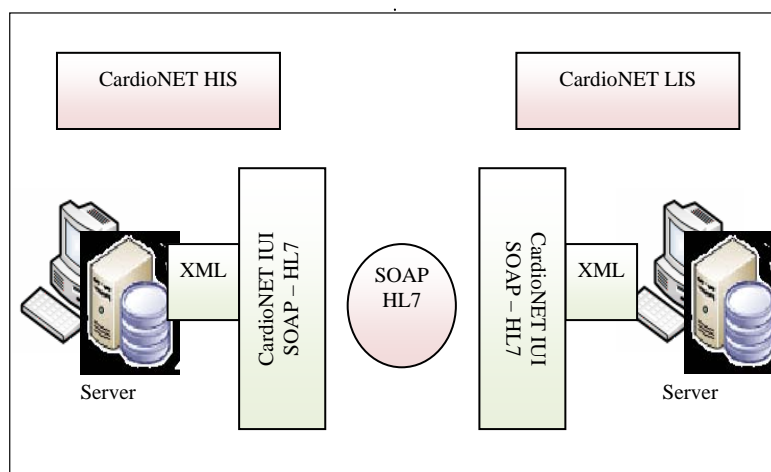 CardioNET HIS
CardioNET LIS
XML
CardioNET IUI
SOAP – HL7
SOAP
HL7
CardioNET IUI
SOAP – HL7
XML
Server
Server